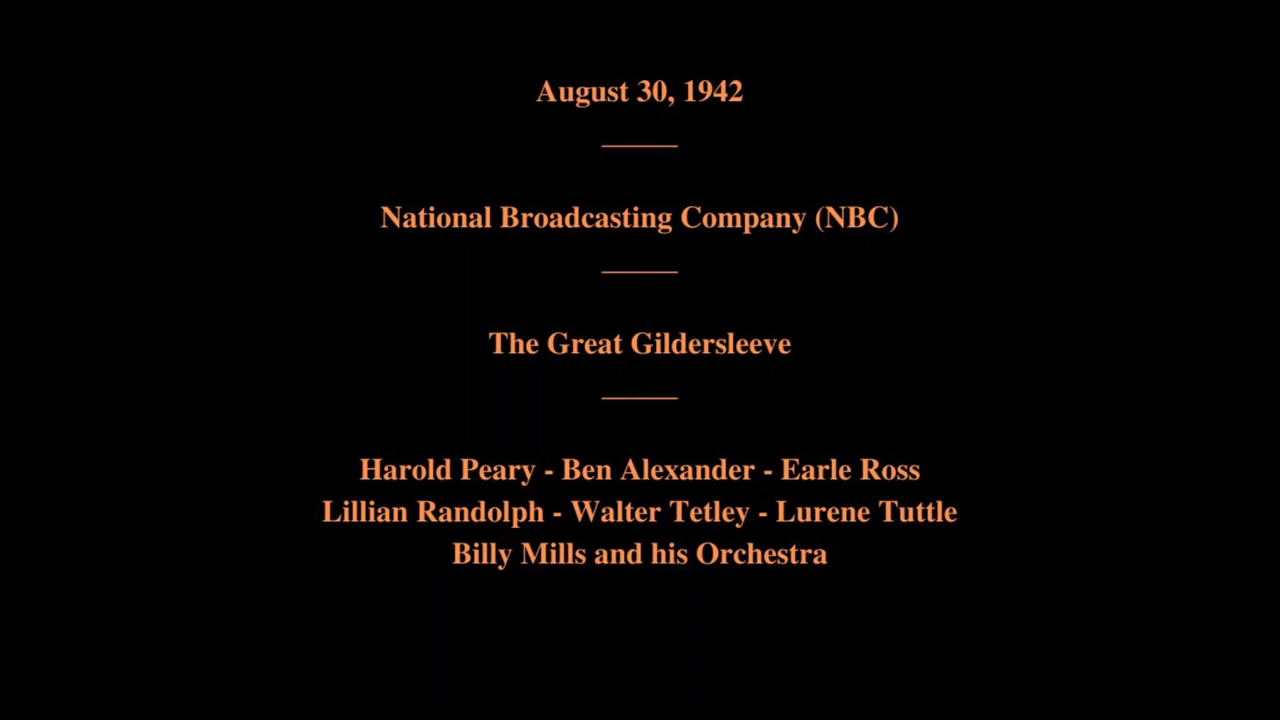 August 30, 1942
National Broadcasting Company (NBC)
The Great Gildersleeve
Harold Peary - Ben Alexander - Earle Ross
Lillian Randolph - Walter Tetley - Lurene Tuttle
Billy Mills and his Orchestra